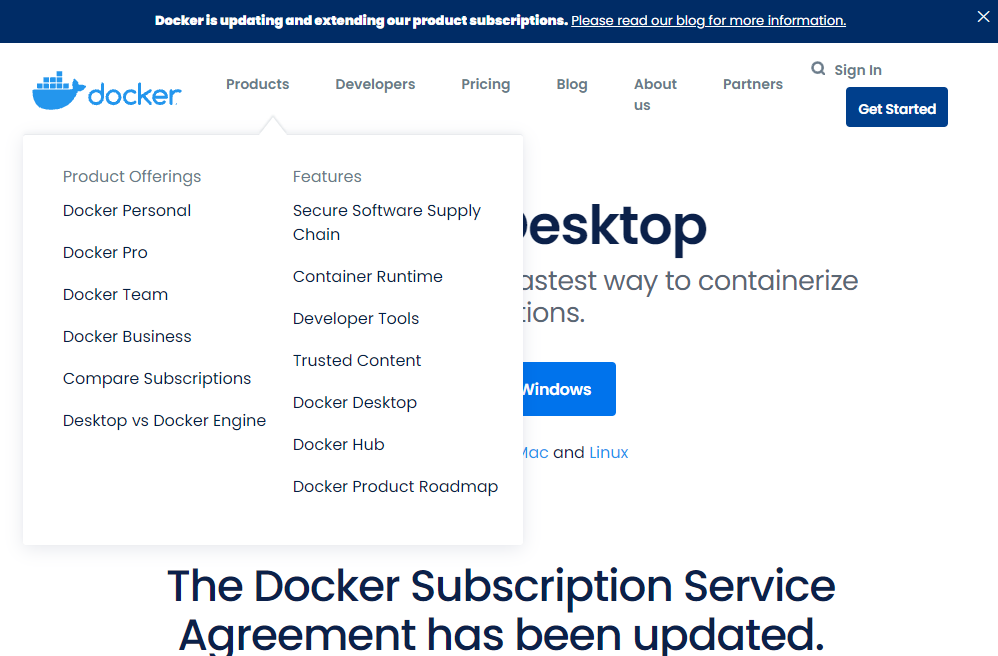 Docker is updating and extending our product subscriptions. Please read our blog for more information.
docker
Products
Developers
Pricing
Blog
About
us
Partners
Sign In
Get Started
Product Offerings
Docker Personal
Docker Pro
Docker Team
Docker Business
Compare Subscriptions
Desktop vs Docker Engine
Features
Secure Software Supply
Chain
Container Runtime
Developer Tools
Trusted Content
Docker Desktop
Docker Hub
Docker Product Roadmap
Desktop
way to containerize
Windows
Mac and Linux
The Docker Subscription Service
Agreement has been updated.